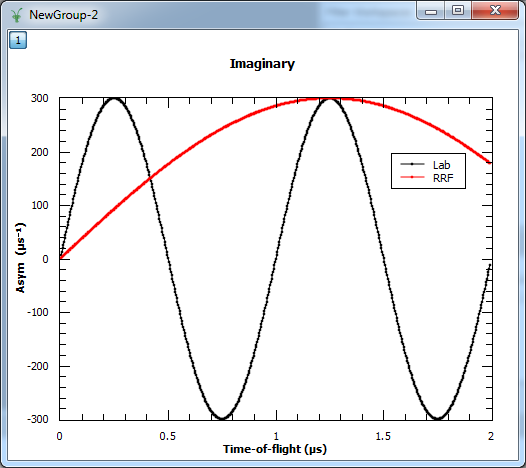 NewGroup-2
1
Imaginary
300
200
100
0
-100
-200
-300
Asym (µs⁻¹)
Lab
RRF
0 0.5 1 1.5 2
Time-of-flight (µs)